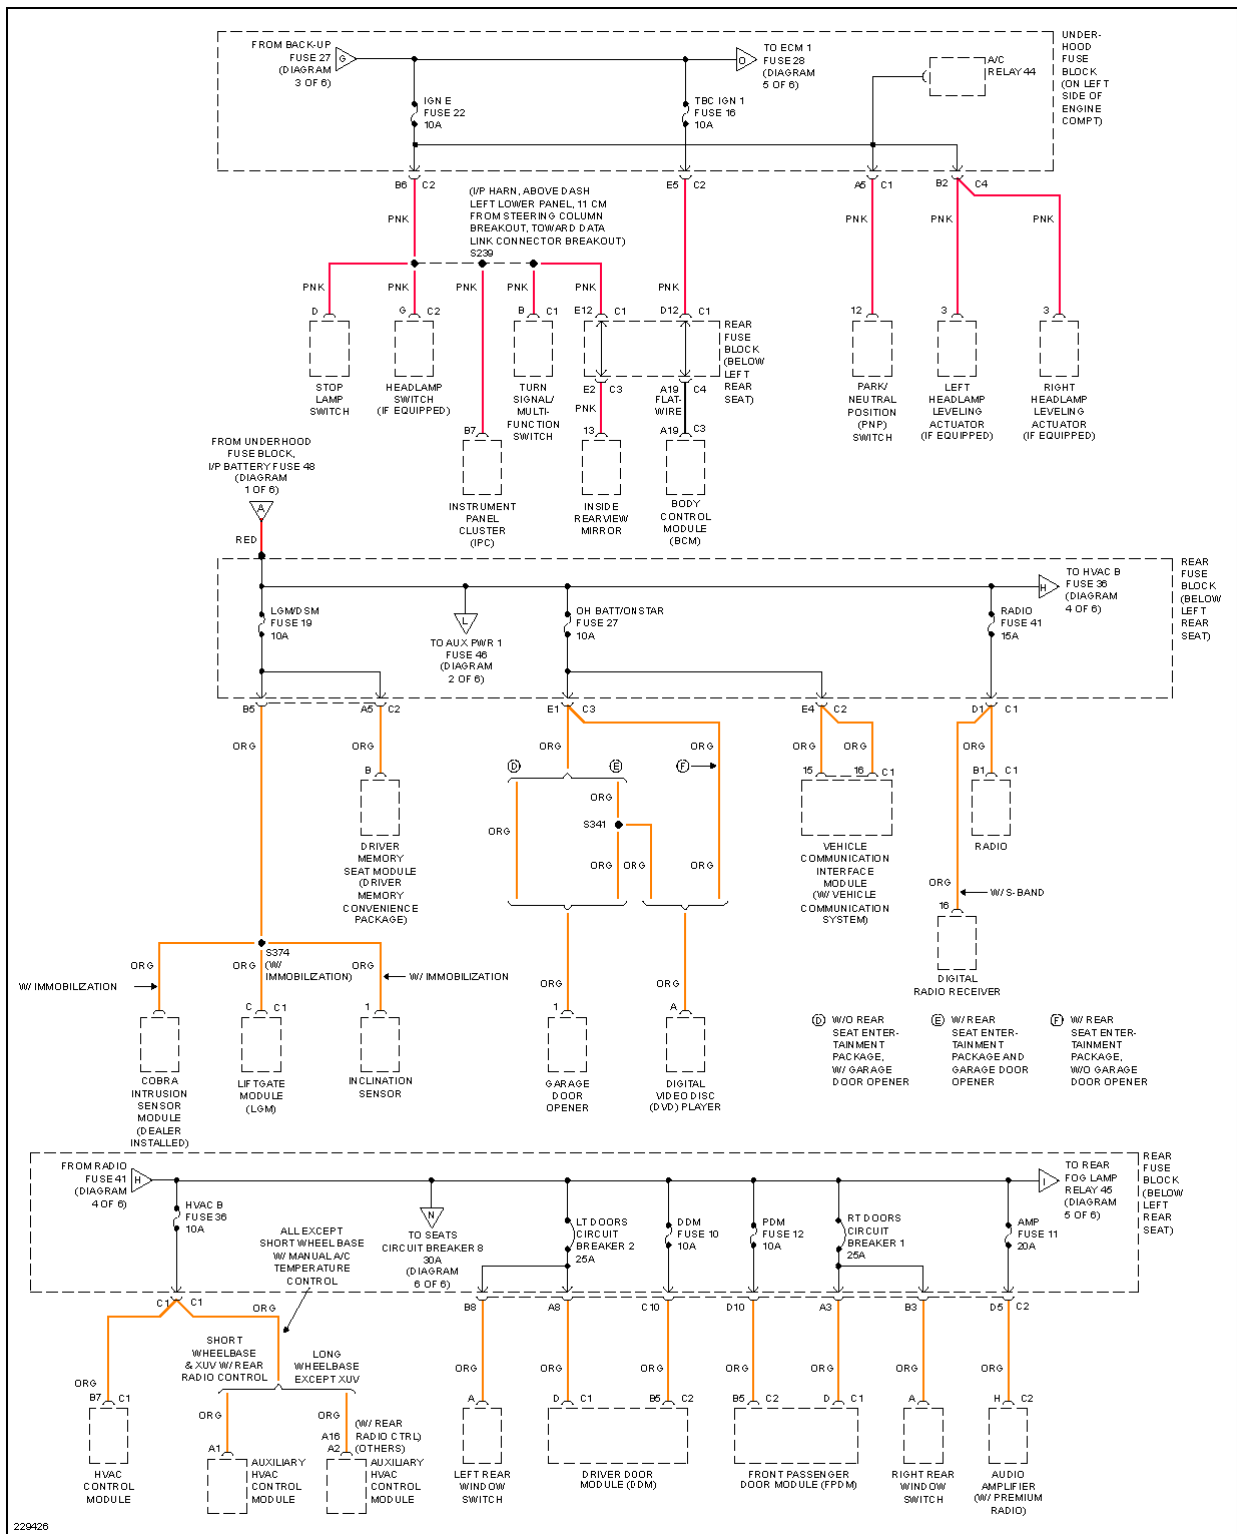 FROM BACK-UP
FUSE 27
(DIAGRAM
3 OF 6)
G
TO ECM 1
FUSE 28
(DIAGRAM
5 OF 6)
O
A/C
RELAY 44
UNDER-
HOOD
FUSE
BLOCK
(ON LEFT
SIDE OF
ENGINE
COMPT)
IGN E
FUSE 22
10A
TBC IGN 1
FUSE 16
10A
B6 C2
E5 C2
A5 C1
B2 C4
(I/P HARN, ABOVE DASH
LEFT LOWER PANEL, 11 CM
FROM STEERING COLUMN
BREAKOUT, TOWARD DATA
LINK CONNECTOR BREAKOUT)
S239
PNK
PNK
PNK
PNK
PNK PNK PNK PNK PNK PNK
D
G C2
B C1
E12 C1
D12 C1
12
3
3
REAR
FUSE
BLOCK
(BELOW
LEFT
REAR
SEAT)
STOP
LAMP
SWITCH
HEADLAMP
SWITCH
(IF EQUIPPED)
TURN
SIGNAL/
MULTI-
FUNCTION
SWITCH
E2 C3
PNK
13
A19 C4
FLAT-
WIRE
A19 C3
B7
PARK/
NEUTRAL
POSITION
(PNP)
SWITCH
LEFT
HEADLAMP
LEVELING
ACTUATOR
(IF EQUIPPED)
RIGHT
HEADLAMP
LEVELING
ACTUATOR
(IF EQUIPPED)
INSTRUMENT
PANEL
CLUSTER
(IPC)
INSIDE
REARVIEW
MIRROR
BODY
CONTROL
MODULE
(BCM)
FROM UNDERHOOD
FUSE BLOCK,
I/P BATTERY FUSE 48
(DIAGRAM
1 OF 6)
A
RED
LGM/DSM
FUSE 19
10A
L
TO AUX PWR 1
FUSE 46
(DIAGRAM
2 OF 6)
OH BATT/ONSTAR
FUSE 27
10A
RADIO
FUSE 41
15A
H
TO HVAC B
FUSE 36
(DIAGRAM
4 OF 6)
REAR
FUSE
BLOCK
(BELOW
LEFT
REAR
SEAT)
B5
A5 C2
E1 C3
E4 C2
D1 C1
ORG ORG ORG ORG ORG ORG ORG ORG
B
D
E
F
15 16 C1
B1 C1
ORG
ORG
S341
ORG ORG ORG
DRIVER
MEMORY
SEAT MODULE
(DRIVER
MEMORY
CONVENIENCE
PACKAGE)
VEHICLE
COMMUNICATION
INTERFACE
MODULE
(W/ VEHICLE
COMMUNICATION
SYSTEM)
RADIO
ORG
W/ S-BAND
16
DIGITAL
RADIO RECEIVER
S374
(W/
IMMOBILIZATION)
ORG ORG ORG
W/ IMMOBILIZATION
W/ IMMOBILIZATION
C C1
1
COBRA
INTRUSION
SENSOR
MODULE
(DEALER
INSTALLED)
LIFTGATE
MODULE
(LGM)
INCLINATION
SENSOR
ORG
1
GARAGE
DOOR
OPENER
ORG
A
DIGITAL
VIDEO DISC
(DVD) PLAYER
D W/O REAR
SEAT ENTER-
TAINMENT
PACKAGE,
W/ GARAGE
DOOR OPENER
E W/ REAR
SEAT ENTER-
TAINMENT
PACKAGE AND
GARAGE DOOR
OPENER
F W/ REAR
SEAT ENTER-
TAINMENT
PACKAGE,
W/O GARAGE
DOOR OPENER
FROM RADIO
FUSE 41
(DIAGRAM
4 OF 6)
H
HVAC B
FUSE 36
10A
N
TO SEATS
CIRCUIT BREAKER 8
30A
(DIAGRAM
6 OF 6)
LT DOORS
CIRCUIT
BREAKER 2
25A
DDM
FUSE 10
10A
PDM
FUSE 12
10A
RT DOORS
CIRCUIT
BREAKER 1
25A
AMP
FUSE 11
20A
I
TO REAR
FOG LAMP
RELAY 45
(DIAGRAM
5 OF 6)
REAR
FUSE
BLOCK
(BELOW
LEFT
REAR
SEAT)
ALL EXCEPT
SHORT WHEEL BASE
W/ MANUAL A/C
TEMPERATURE
CONTROL
C1 C1
ORG
B8 A8 C10 D10 A3 B3 D5 C2
SHORT
WHEELBASE
& XUV W/ REAR
RADIO CONTROL
LONG
WHEELBASE
EXCEPT XUV
ORG
B7 C1
ORG
A1
ORG
A16
A2
(W/ REAR
RADIO CTRL)
(OTHERS)
ORG ORG ORG ORG ORG ORG ORG
A
D C1
B5 C2
B5 C2
D C1
A
H C2
HVAC
CONTROL
MODULE
AUXILIARY
HVAC
CONTROL
MODULE
AUXILIARY
HVAC
CONTROL
MODULE
LEFT REAR
WINDOW
SWITCH
DRIVER DOOR
MODULE (DDM)
FRONT PASSENGER
DOOR MODULE (FPDM)
RIGHT REAR
WINDOW
SWITCH
AUDIO
AMPLIFIER
(W/ PREMIUM
RADIO)
229426